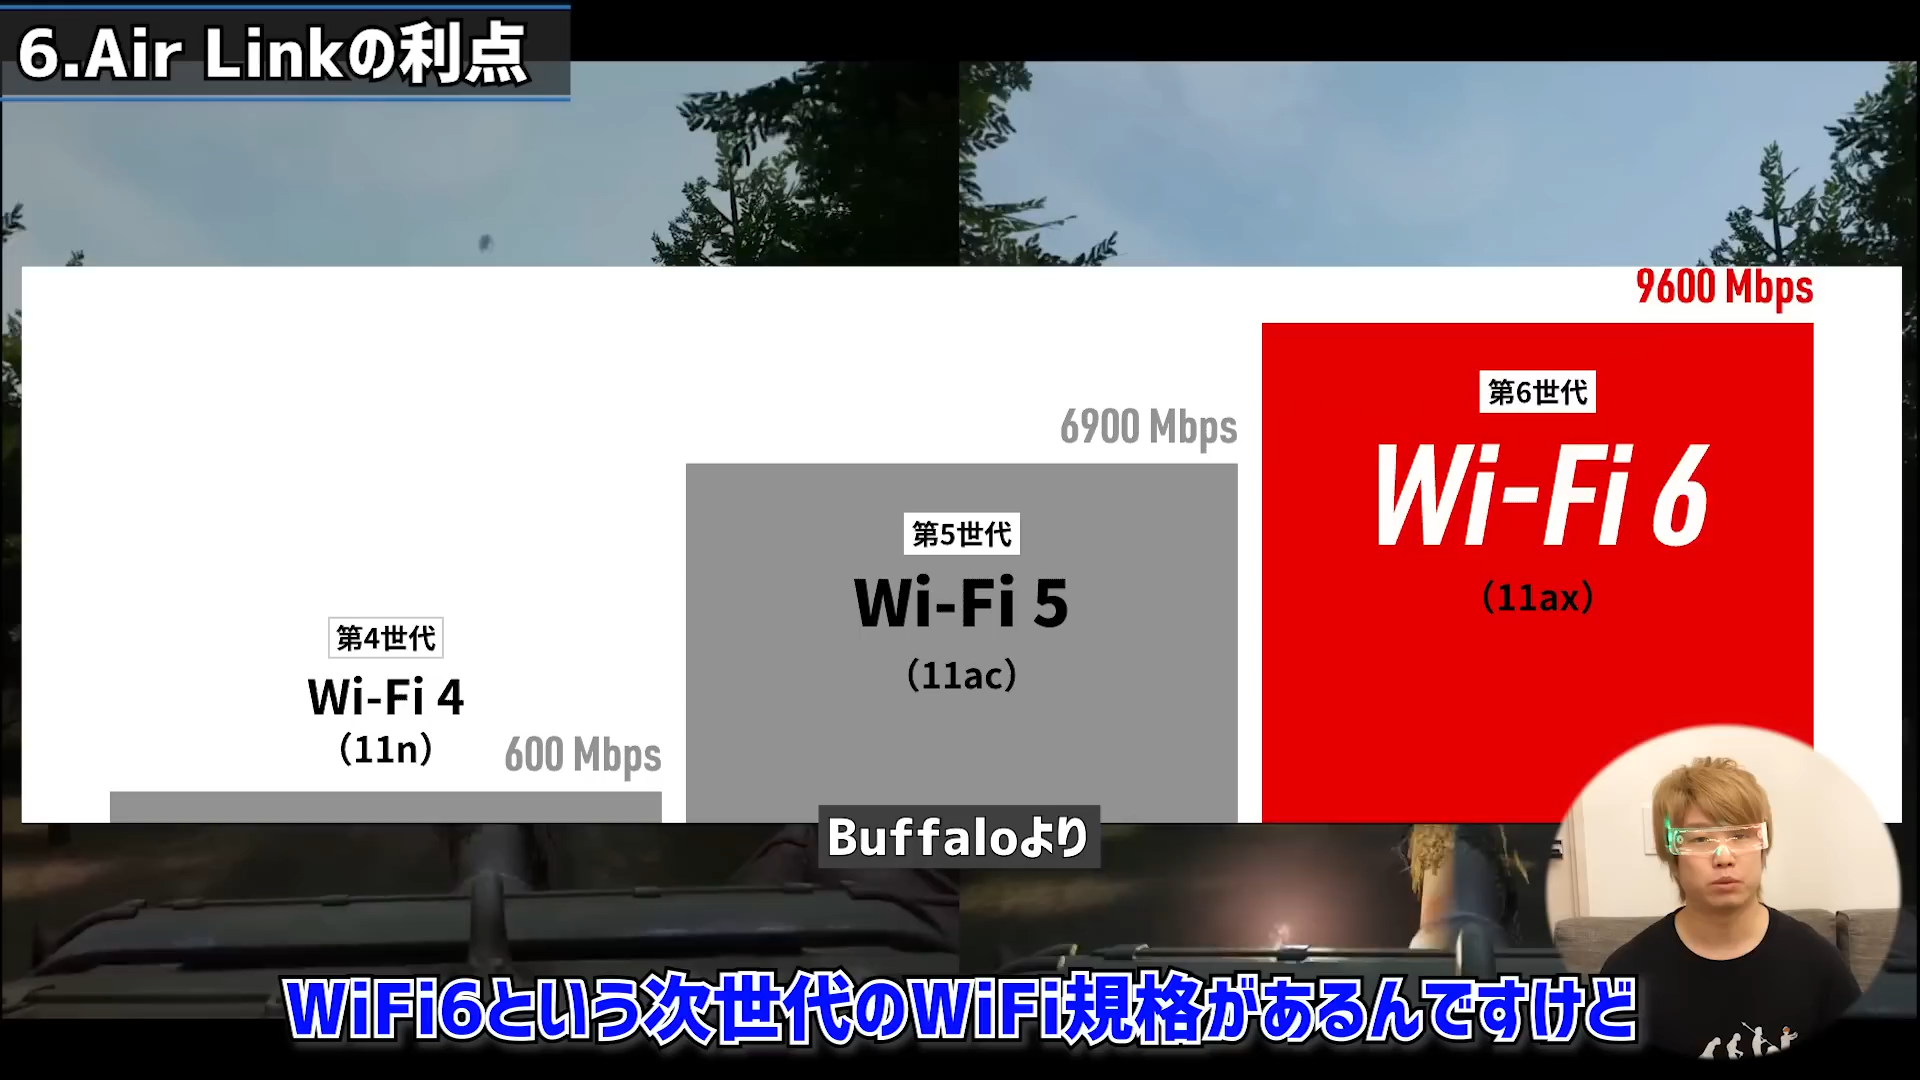 6.Air Linkの利点
9600 Mbps
第6世代
Wi-Fi 6
(11ax)
6900 Mbps
第5世代
Wi-Fi 5
(11ac)
第4世代
Wi-Fi 4
(11n)
600 Mbps
Buffaloより
WiFi6という次世代のWiFi規格があるんですけど